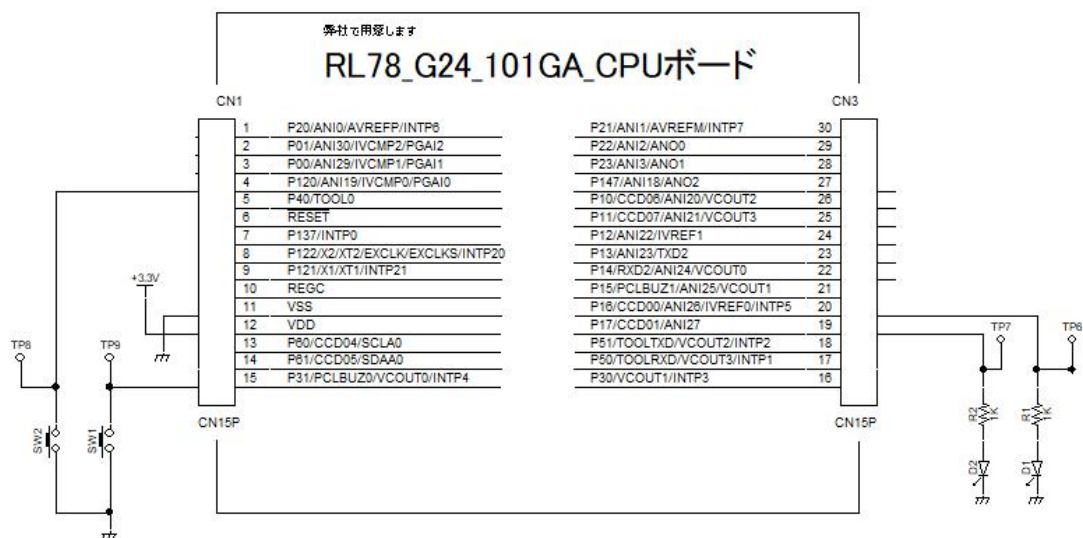 弊社で用意します
RL78_G24_101GA_CPUボード
CN1
CN3
1 P20/ANI0/AVREFP/INTP6
2 P01/ANI30/IVCMP2/PGAI2
3 P00/ANI29/IVCMP1/PGAI1
4 P120/ANI19/IVCMP0/PGAI0
5 P40/TOOL0
6 RESET
7 P137/INTP0
8 P122/X2/XT2/EXCLK/EXCLKS/INTP20
9 P121/X1/XT1/INTP21
10 REGC
11 VSS
12 VDD
13 P60/CCD04/SCLA0
14 P61/CCD05/SDAA0
15 P31/PCLBUZ0/VCOUT0/INTP4
CN15P
P21/ANI1/AVREFM/INTP7 30
P22/ANI2/ANO0 29
P23/ANI3/ANO1 28
P147/ANI18/ANO2 27
P10/CCD06/ANI20/VCOUT2 26
P11/CCD07/ANI21/VCOUT3 25
P12/ANI22/IVREF1 24
P13/ANI23/TXD2 23
P14/RXD2/ANI24/VCOUT0 22
P15/PCLBUZ1/ANI25/VCOUT1 21
P16/CCD00/ANI26/IVREF0/INTP5 20
P17/CCD01/ANI27 19
P51/TOOLTXD/VCOUT2/INTP2 18
P50/TOOLRXD/VCOUT3/INTP1 17
P30/VCOUT1/INTP3 16
CN15P
+3.3V
TP8
TP9
SW2
SW1
TP7
TP6
R2
1K
R1
1K
D2
D1